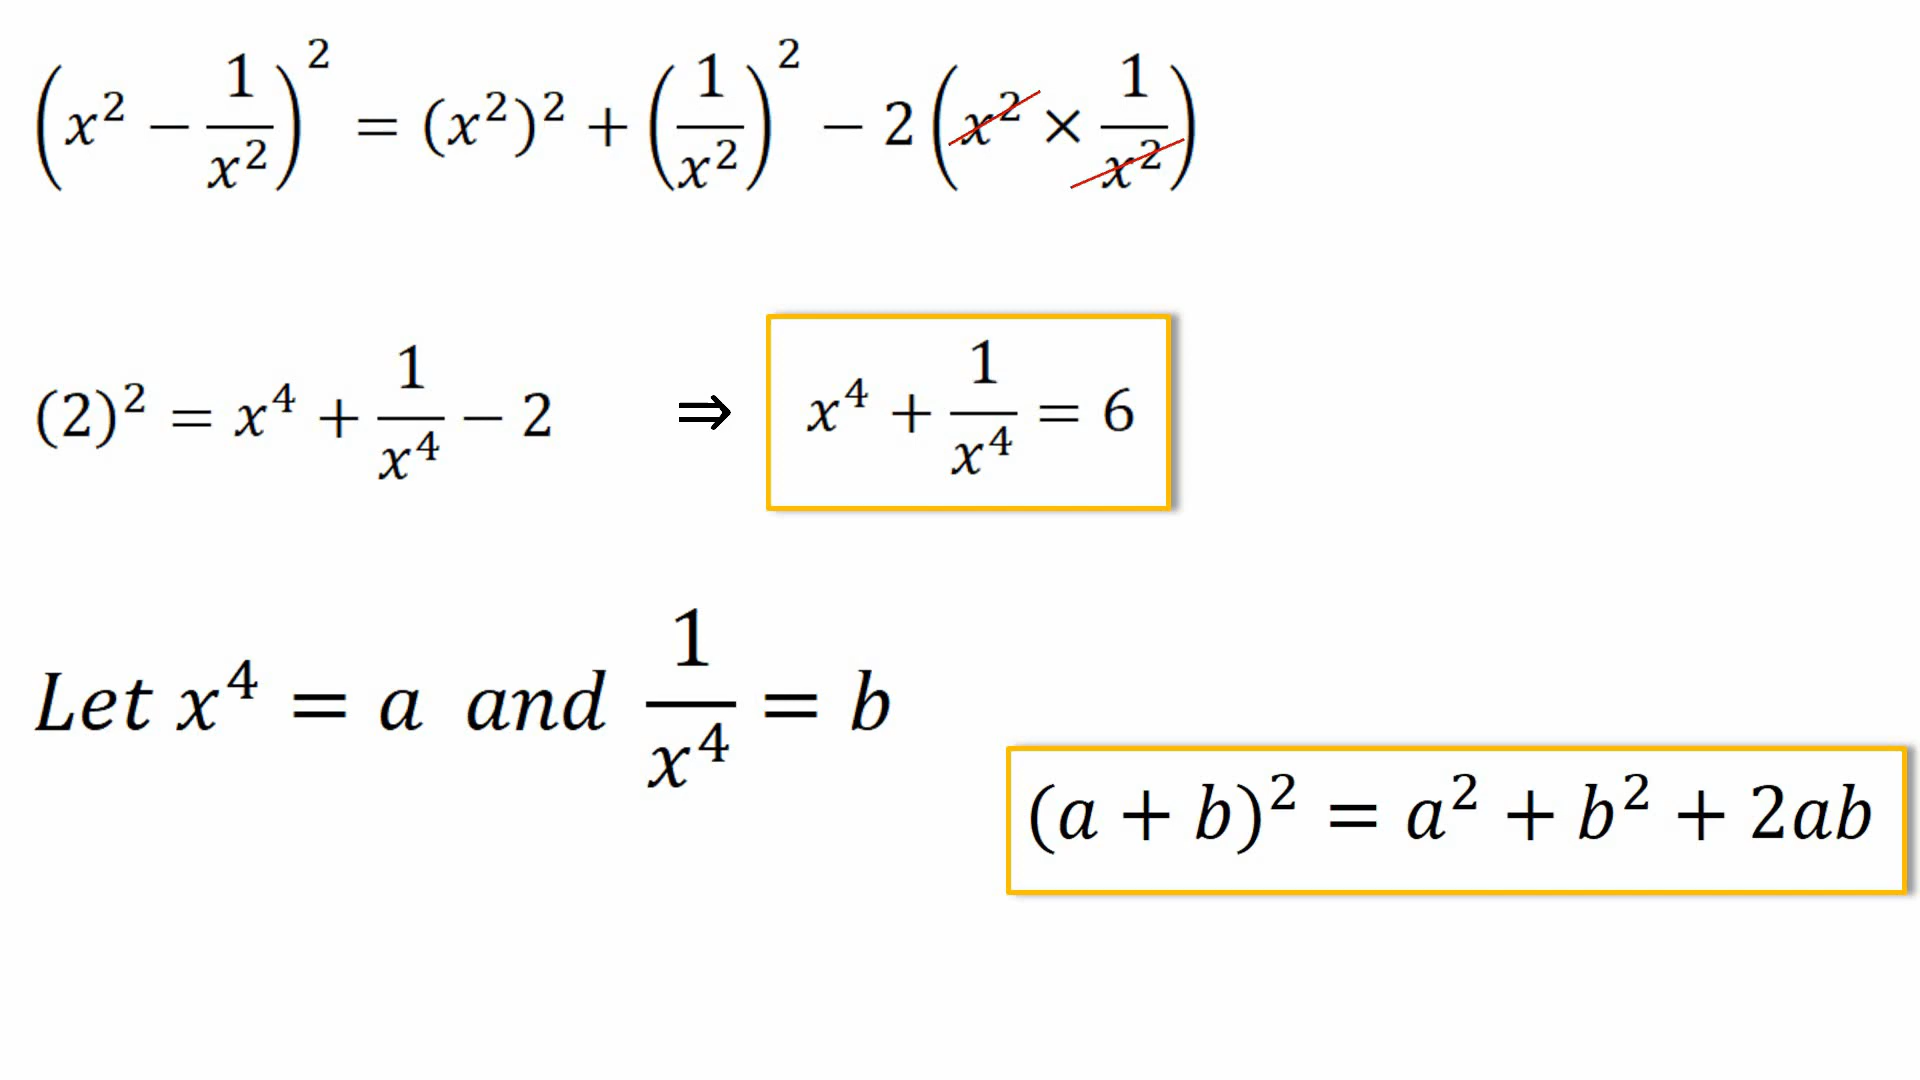 (x² − 1/x²)² = (x²)² + (1/x²)² − 2(x² × 1/x²)
(2)² = x⁴ + 1/x⁴ − 2 ⇒ x⁴ + 1/x⁴ = 6
Let x⁴ = a and 1/x⁴ = b
(a + b)² = a² + b² + 2ab